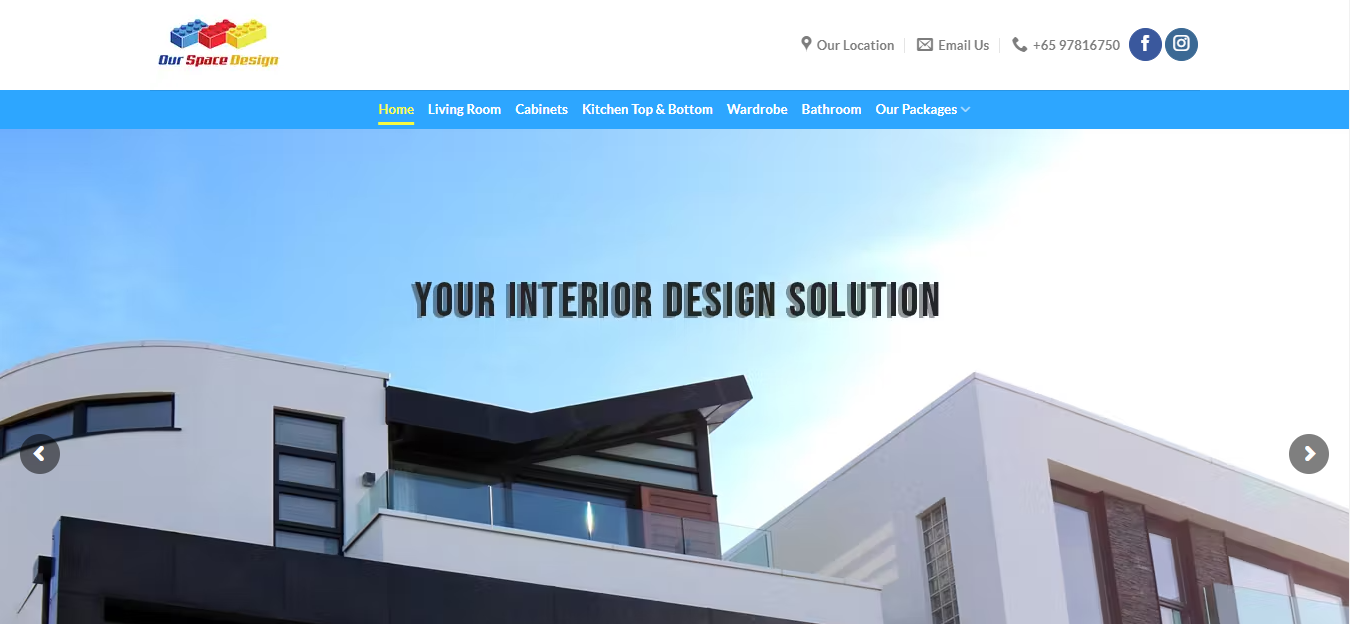 Our Space Design
Our Location
Email Us
+65 97816750
Home
Living Room
Cabinets
Kitchen Top & Bottom
Wardrobe
Bathroom
Our Packages
YOUR INTERIOR DESIGN SOLUTION